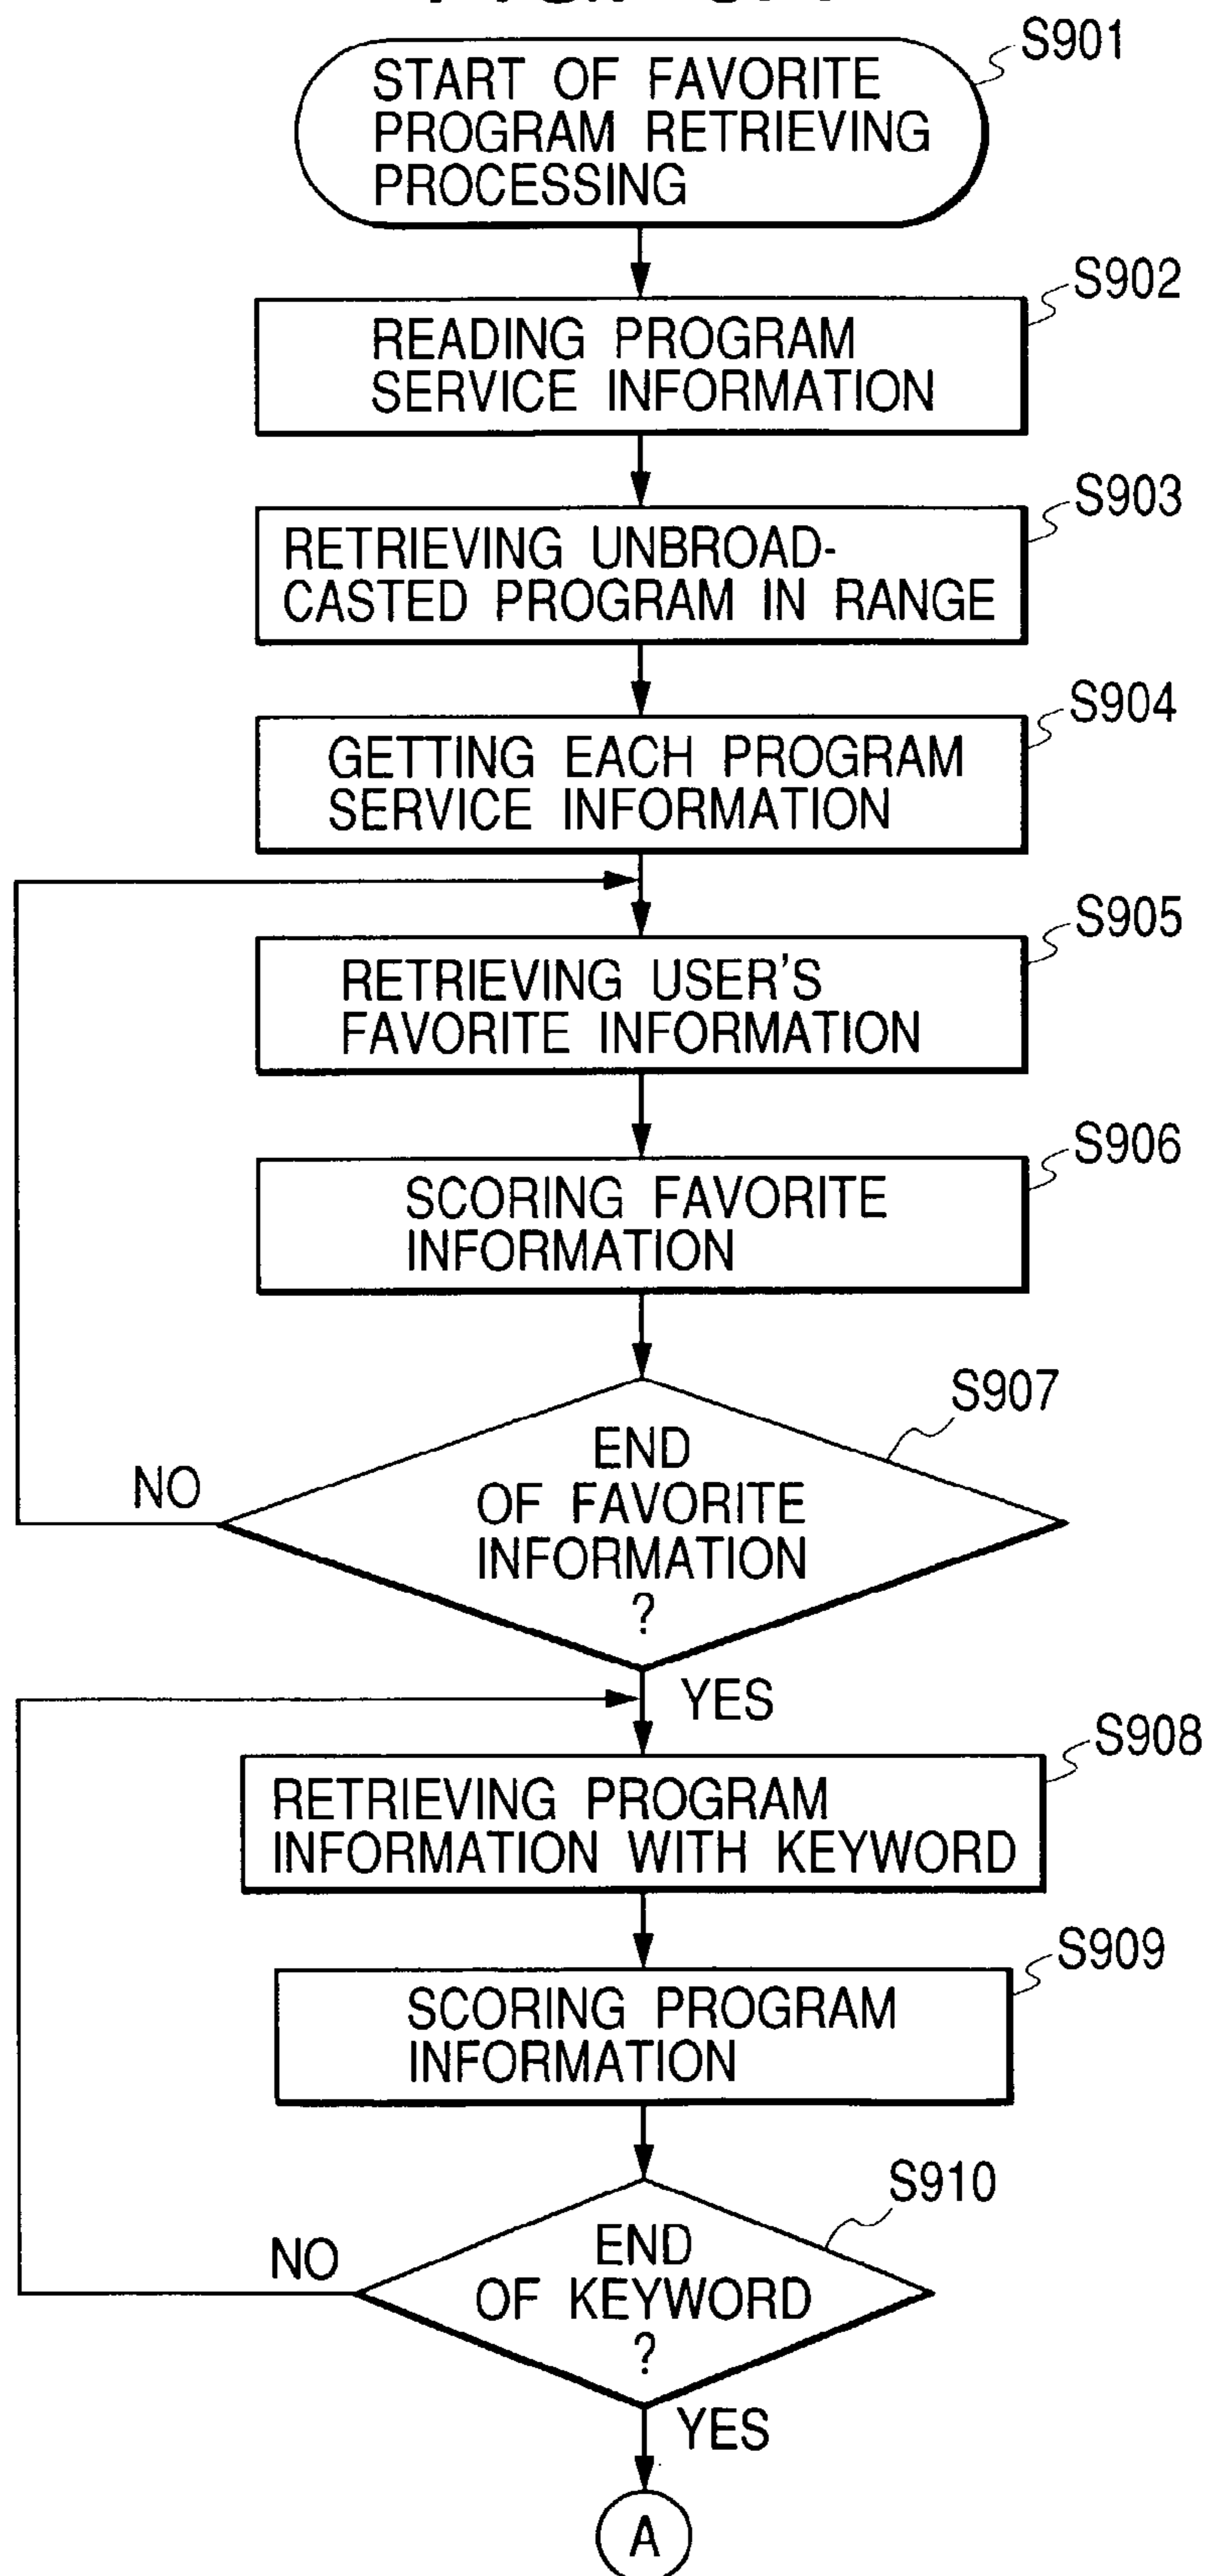 S901
START OF FAVORITE
PROGRAM RETRIEVING
PROCESSING
S902
READING PROGRAM
SERVICE INFORMATION
S903
RETRIEVING UNBROAD-
CASTED PROGRAM IN RANGE
S904
GETTING EACH PROGRAM
SERVICE INFORMATION
S905
RETRIEVING USER'S
FAVORITE INFORMATION
S906
SCORING FAVORITE
INFORMATION
S907
END
OF FAVORITE
INFORMATION
?
NO
YES
S908
RETRIEVING PROGRAM
INFORMATION WITH KEYWORD
S909
SCORING PROGRAM
INFORMATION
S910
END
OF KEYWORD
?
NO
YES
A